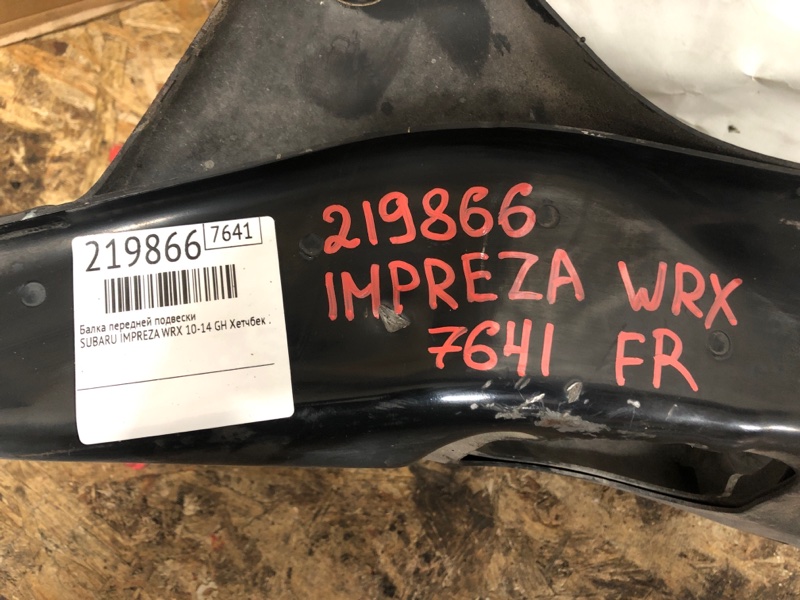 219866 7641
Балка передней подвески
SUBARU IMPREZA WRX 10-14 GH Хетчбек
219866
IMPREZA WRX
7641 FR